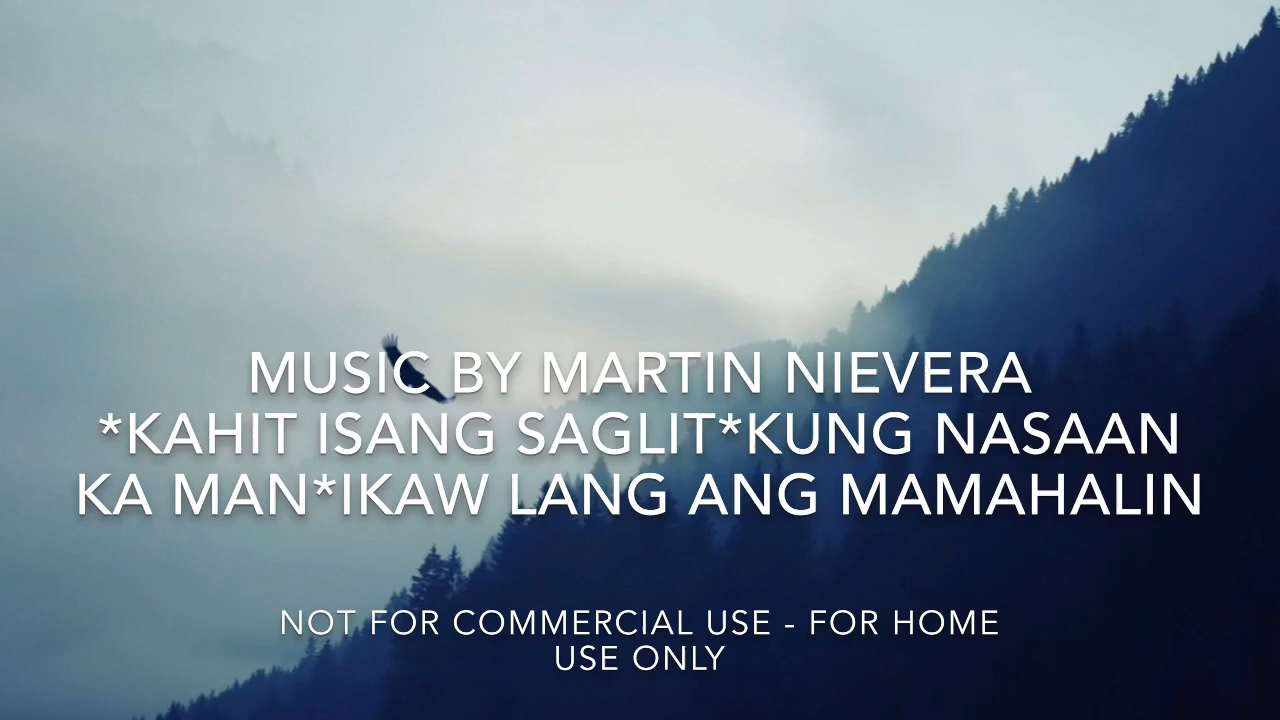 MUSIC BY MARTIN NIEVERA
*KAHIT ISANG SAGLIT*KUNG NASAAN
KA MAN*IKAW LANG ANG MAMAHALIN
NOT FOR COMMERCIAL USE - FOR HOME
USE ONLY